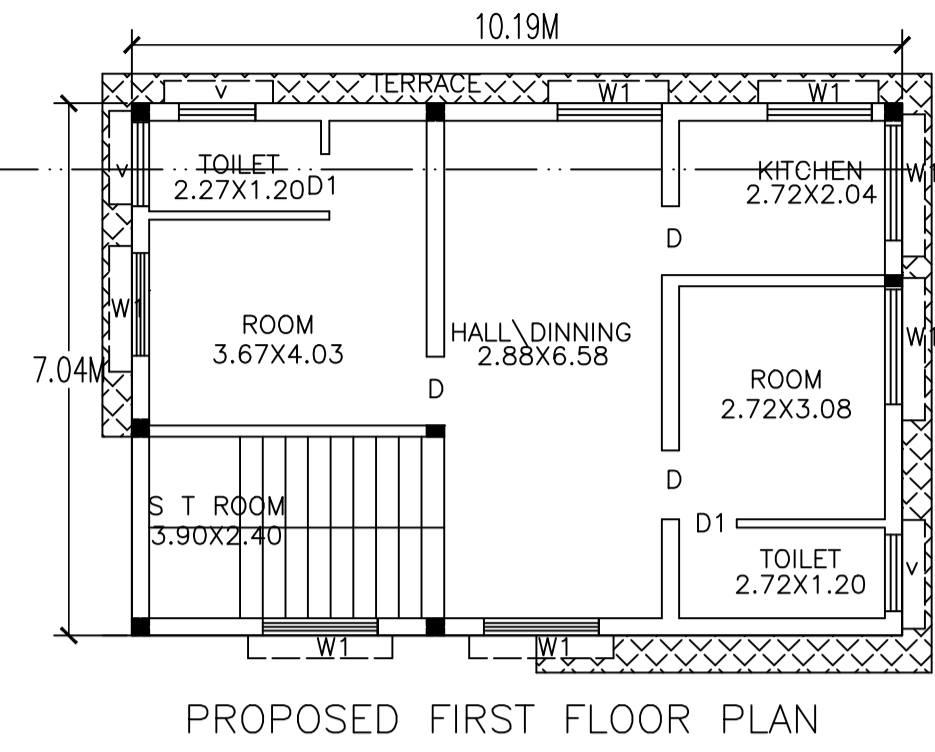 10.19M
TERRACE
V
W1
W1
TOILET
2.27X1.20
D1
V
KITCHEN
2.72X2.04
W1
D
W1
ROOM
3.67X4.03
HALL\DINNING
2.88X6.58
W1
7.04M
D
ROOM
2.72X3.08
D
S T ROOM
3.90X2.40
D1
TOILET
2.72X1.20
V
W1
W1
PROPOSED FIRST FLOOR PLAN